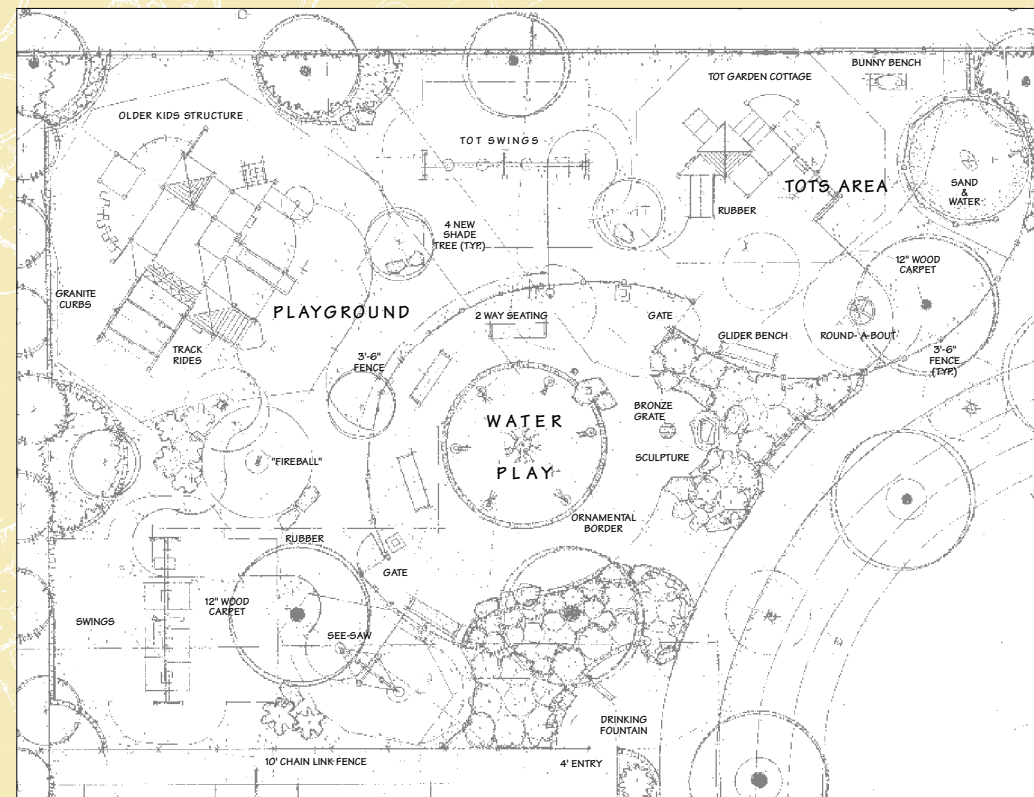 BUNNY BENCH
TOT GARDEN COTTAGE
OLDER KIDS STRUCTURE
TOT SWINGS
TOTS AREA
SAND
&
WATER
RUBBER
4 NEW
SHADE
TREE (TYP.)
12" WOOD
CARPET
GRANITE
CURBS
PLAYGROUND
2 WAY SEATING
GATE
GLIDER BENCH
ROUND-A-BOUT
TRACK
RIDES
3'-6"
FENCE
3'-6"
FENCE
(TYP.)
BRONZE
GRATE
WATER
PLAY
SCULPTURE
"FIREBALL"
ORNAMENTAL
BORDER
RUBBER
GATE
12" WOOD
CARPET
SWINGS
SEE-SAW
DRINKING
FOUNTAIN
10' CHAIN LINK FENCE
4' ENTRY